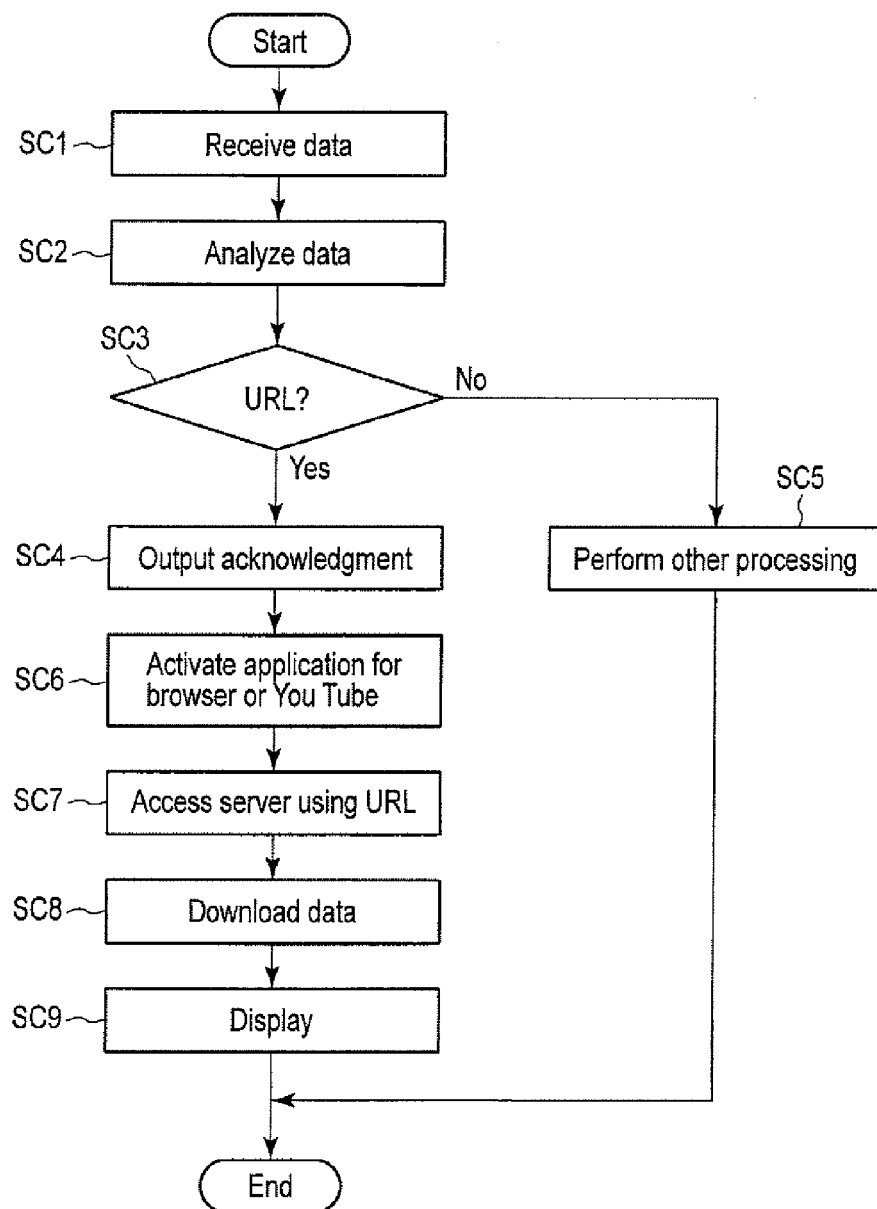 Start
SC1
Receive data
SC2
Analyze data
SC3
URL?
No
Yes
SC5
SC4
Output acknowledgment
Perform other processing
SC6
Activate application for
browser or You Tube
SC7
Access server using URL
SC8
Download data
SC9
Display
End